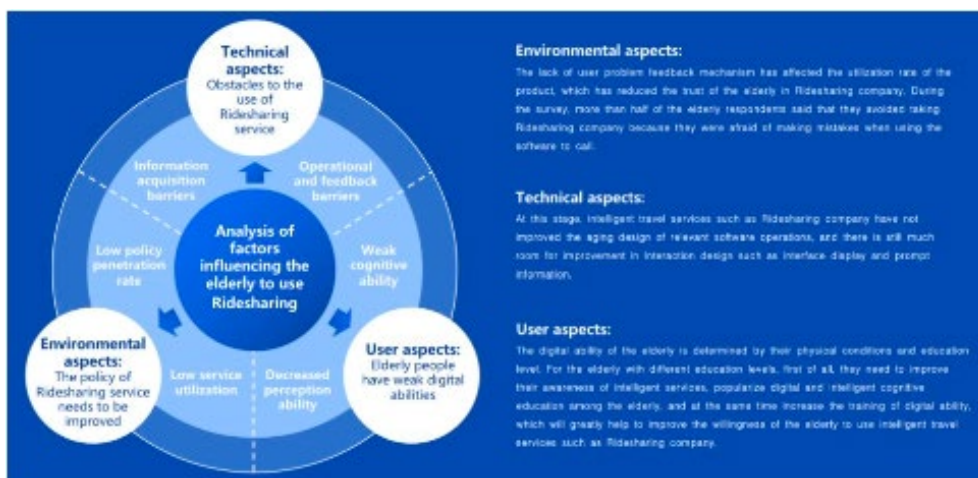 Technical
aspects:
Obstacles to the
use of
Ridesharing
service
Information
acquisition
barriers
Operational
and feedback
barriers
Low policy
penetration
rate
Analysis of
factors
influencing the
elderly to use
Ridesharing
Weak
cognitive
ability
Environmental
aspects:
The policy of
Ridesharing service
needs to be
improved
Low service
utilization
Decreased
perception
ability
User aspects:
Elderly people
have weak digital
abilities
Environmental aspects:
The lack of user problem feedback mechanism has affected the utilization rate of the
product, which has reduced the trust of the elderly in Ridesharing company. During
the survey, more than half of the elderly respondents said that they avoided taking
Ridesharing company because they were afraid of making mistakes when using the
software to call.
Technical aspects:
At this stage, intelligent travel services such as Ridesharing company have not
improved the aging design of relevant software operations, and there is still much
room for improvement in interaction design such as interface display and prompt
information.
User aspects:
The digital ability of the elderly is determined by their physical conditions and education
level. For the elderly with different education levels, first of all, they need to improve
their awareness of intelligent services, popularize digital and intelligent cognitive
education among the elderly, and at the same time increase the training of digital ability,
which will greatly help to improve the willingness of the elderly to use intelligent travel
services such as Ridesharing company.